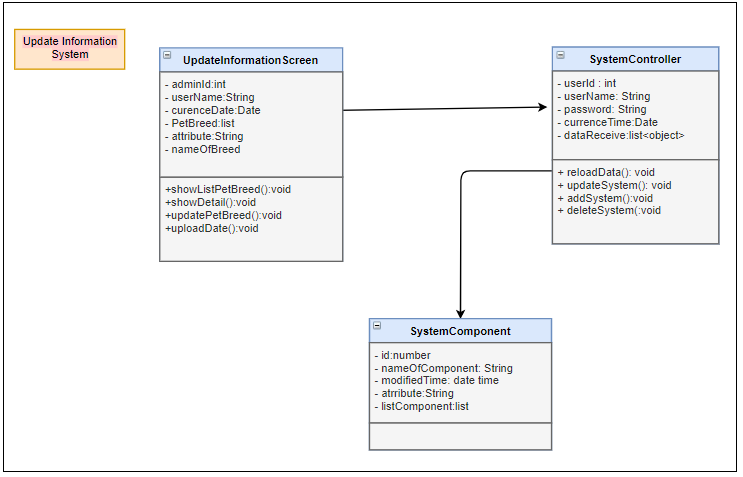 Update Information
System
UpdateInformationScreen
- adminId:int
- userName:String
- curenceDate:Date
- PetBreed:list
- attribute:String
- nameOfBreed
+showListPetBreed():void
+showDetail():void
+updatePetBreed():void
+uploadDate():void
SystemController
- userId : int
- userName: String
- password: String
- currenceTime:Date
- dataReceive:list<object>
+ reloadData(): void
+ updateSystem(): void
+ addSystem():void
+ deleteSystem(:void
SystemComponent
- id:number
- nameOfComponent: String
- modifiedTime: date time
- atrribute:String
- listComponent:list